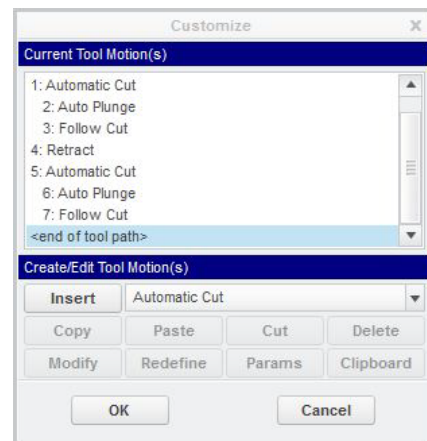 Customize X
Current Tool Motion(s)
1: Automatic Cut
2: Auto Plunge
3: Follow Cut
4: Retract
5: Automatic Cut
6: Auto Plunge
7: Follow Cut
<end of tool path>
Create/Edit Tool Motion(s)
Insert Automatic Cut
Copy Paste Cut Delete
Modify Redefine Params Clipboard
OK Cancel